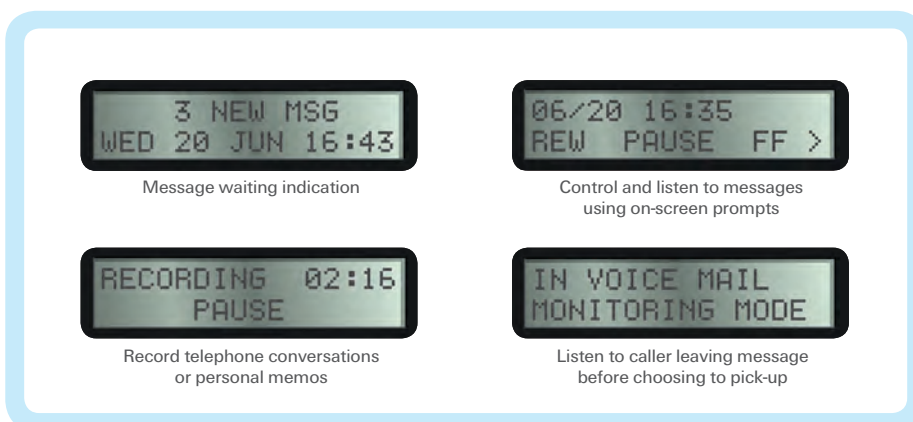 3 NEW MSG
WED 20 JUN 16:43
Message waiting indication
06/20 16:35
REW PAUSE FF >
Control and listen to messages
using on-screen prompts
RECORDING 02:16
PAUSE
Record telephone conversations
or personal memos
IN VOICE MAIL
MONITORING MODE
Listen to caller leaving message
before choosing to pick-up